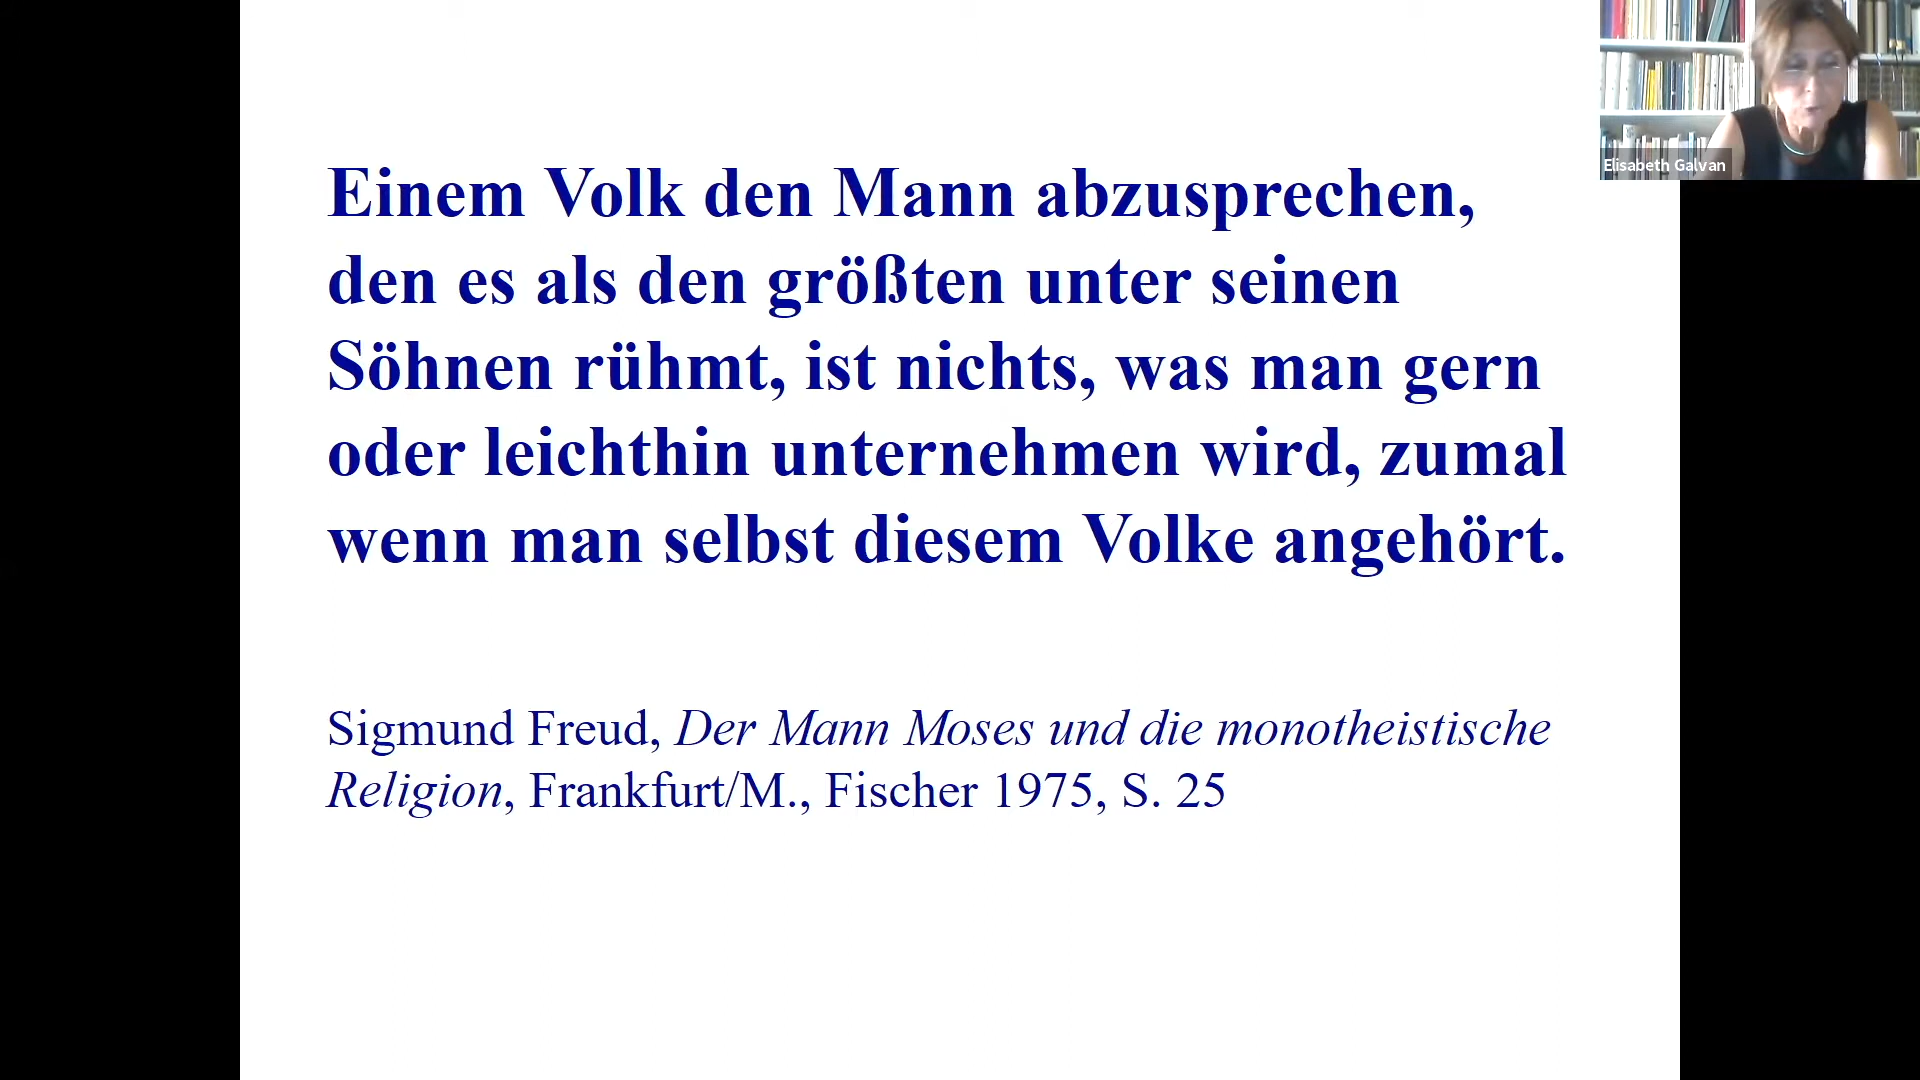 Einem Volk den Mann abzusprechen,
den es als den größten unter seinen
Söhnen rühmt, ist nichts, was man gern
oder leichthin unternehmen wird, zumal
wenn man selbst diesem Volke angehört.
Sigmund Freud, Der Mann Moses und die monotheistische
Religion, Frankfurt/M., Fischer 1975, S. 25
Elisabeth Galvan